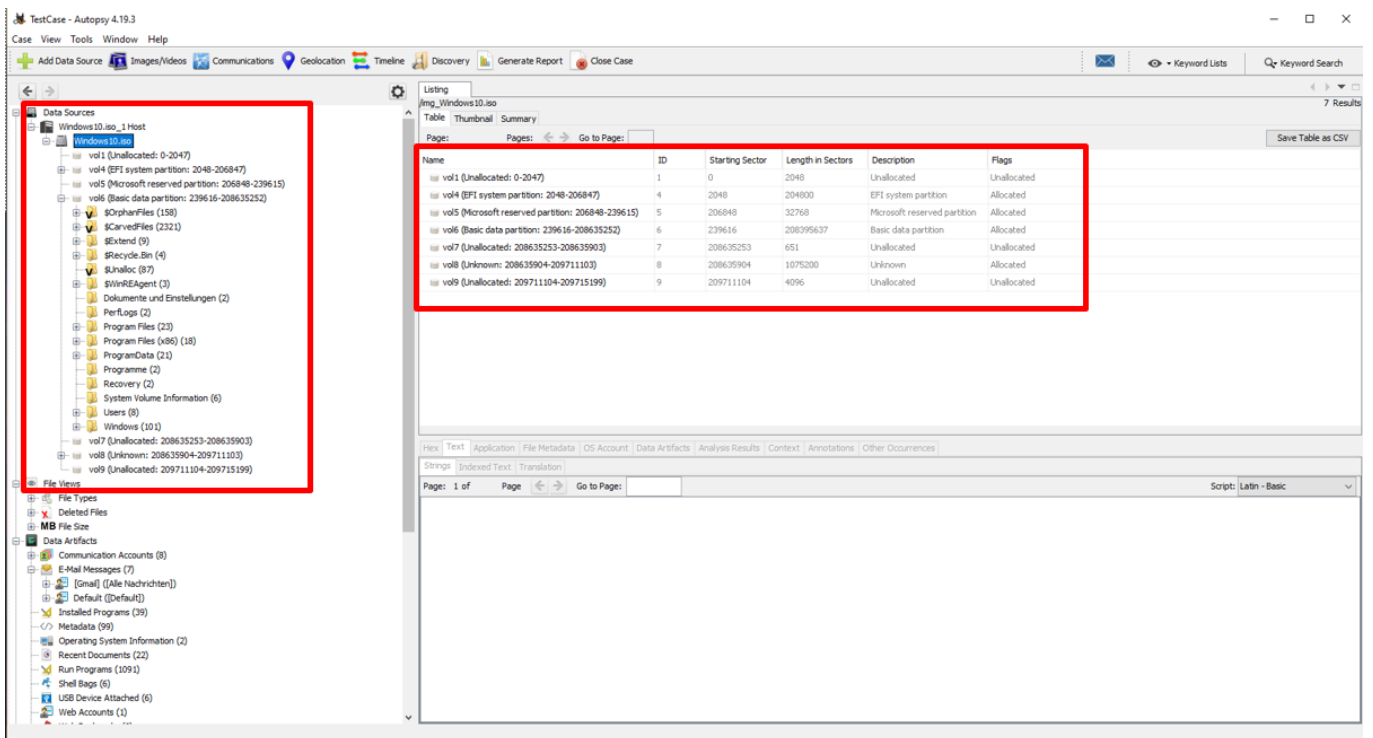 TestCase - Autopsy 4.19.3
Case View Tools Window Help
Add Data Source Images/Videos Communications Geolocation Timeline Discovery Generate Report Close Case Keyword Lists Keyword Search
Data Sources
Windows10.iso_1 Host
Windows10.iso
vol1 (Unallocated: 0-2047)
vol4 (EFI system partition: 2048-206847)
vol5 (Microsoft reserved partition: 206848-239615)
vol6 (Basic data partition: 239616-208635252)
$OrphanFiles (158)
$CarvedFiles (2321)
$Extend (9)
$Recycle.Bin (4)
$Unalloc (87)
$WinREAgent (3)
Dokumente und Einstellungen (2)
PerfLogs (2)
Program Files (23)
Program Files (x86) (18)
ProgramData (21)
Programme (2)
Recovery (2)
System Volume Information (6)
Users (8)
Windows (101)
vol7 (Unallocated: 208635253-208635903)
vol8 (Unknown: 208635904-209711103)
vol9 (Unallocated: 209711104-209715199)
File Views
File Types
Deleted Files
MB File Size
Data Artifacts
Communication Accounts (8)
E-Mail Messages (7)
[Gmail] ([Alle Nachrichten])
Default ([Default])
Installed Programs (39)
Metadata (99)
Operating System Information (2)
Recent Documents (22)
Run Programs (1091)
Shell Bags (6)
USB Device Attached (6)
Web Accounts (1)
Listing
/img_Windows10.iso 7 Results
Table Thumbnail Summary
Page: Pages: Go to Page: Save Table as CSV
Name ID Starting Sector Length in Sectors Description Flags
vol1 (Unallocated: 0-2047) 1 0 2048 Unallocated Unallocated
vol4 (EFI system partition: 2048-206847) 4 2048 204800 EFI system partition Allocated
vol5 (Microsoft reserved partition: 206848-239615) 5 206848 32768 Microsoft reserved partition Allocated
vol6 (Basic data partition: 239616-208635252) 6 239616 208395637 Basic data partition Allocated
vol7 (Unallocated: 208635253-208635903) 7 208635253 651 Unallocated Unallocated
vol8 (Unknown: 208635904-209711103) 8 208635904 1075200 Unknown Allocated
vol9 (Unallocated: 209711104-209715199) 9 209711104 4096 Unallocated Unallocated
Hex Text Application File Metadata OS Account Data Artifacts Analysis Results Context Annotations Other Occurrences
Strings Indexed Text Translation
Page: 1 of Page Go to Page: Script: Latin - Basic